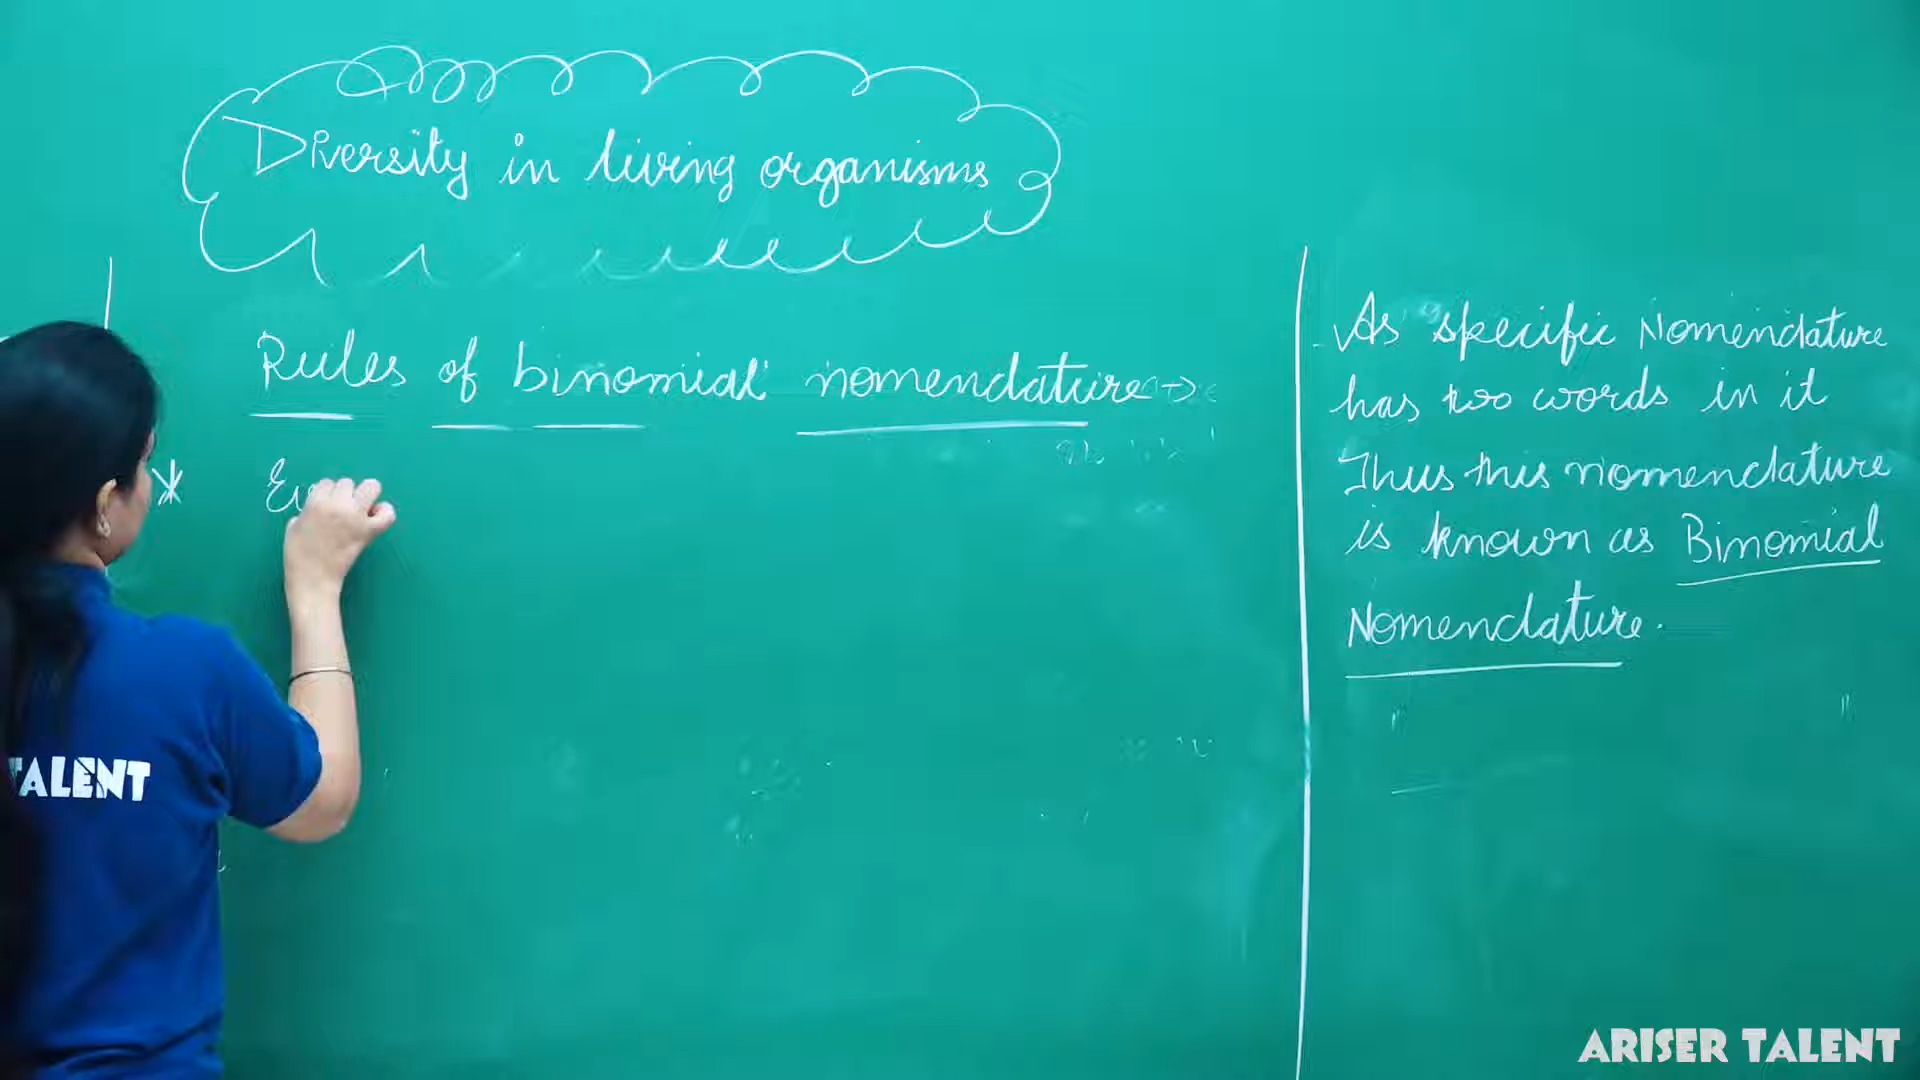 Diversity in living organisms
Rules of binomial nomenclature →
*
As specific Nomenclature
has two words in it
Thus this nomenclature
is known as Binomial
Nomenclature.
TALENT
ARISER TALENT